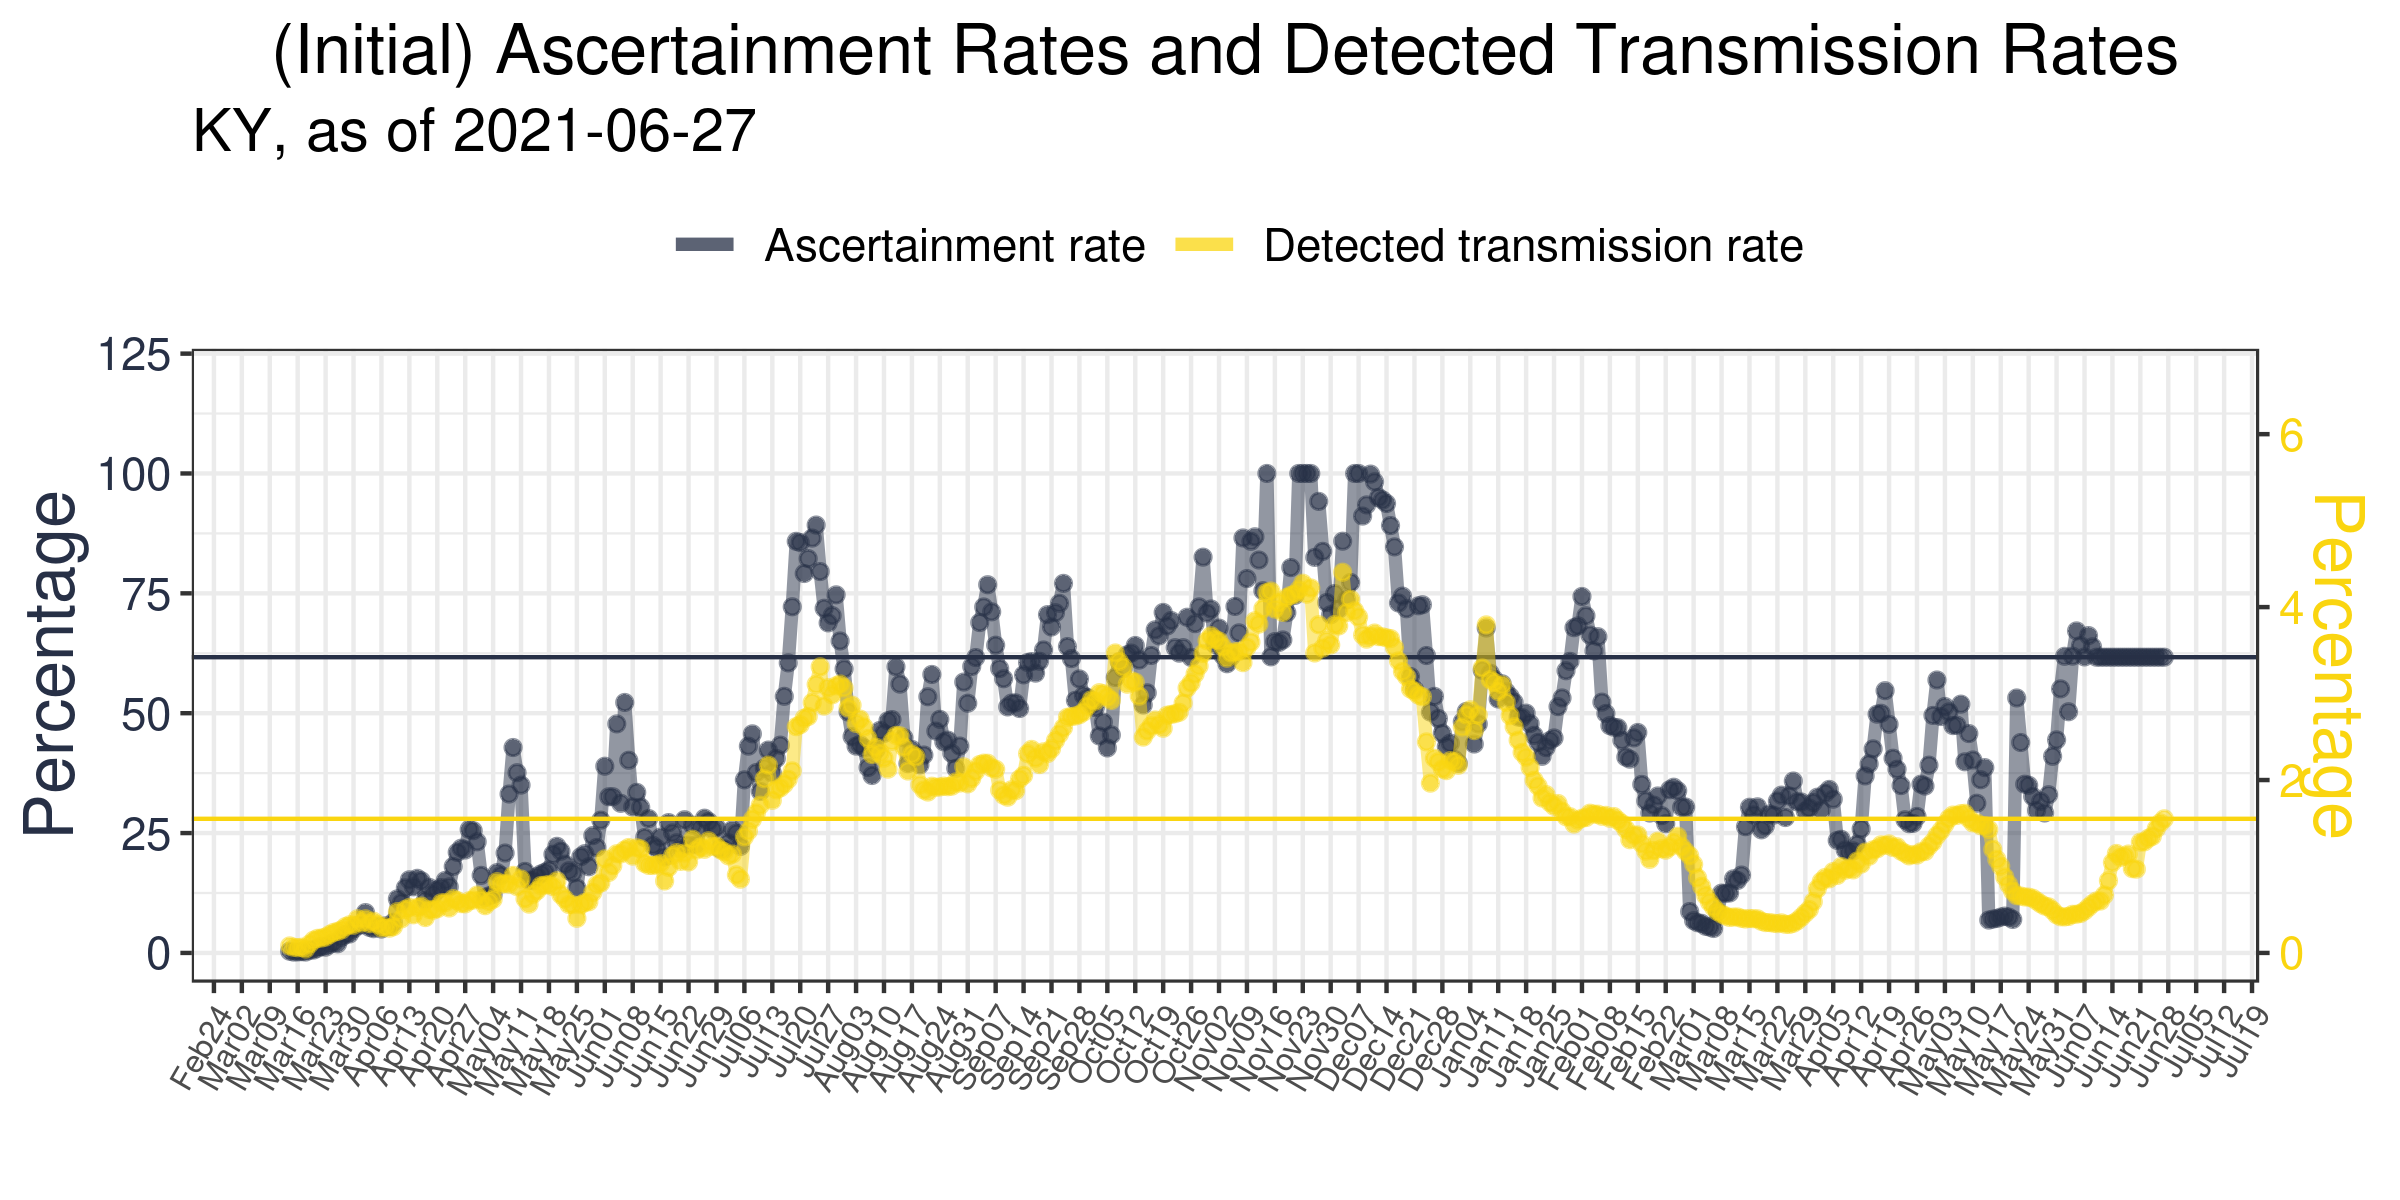 (Initial) Ascertainment Rates and Detected Transmission Rates
KY, as of 2021-06-27
Ascertainment rate
Detected transmission rate
Percentage
125
100
75
50
25
0
6
4
2
0
Percentage
Feb24
Mar02
Mar09
Mar16
Mar23
Mar30
Apr06
Apr13
Apr20
Apr27
May04
May11
May18
May25
Jun01
Jun08
Jun15
Jun22
Jun29
Jul06
Jul13
Jul20
Jul27
Aug03
Aug10
Aug17
Aug24
Aug31
Sep07
Sep14
Sep21
Sep28
Oct05
Oct12
Oct19
Oct26
Nov02
Nov09
Nov16
Nov23
Nov30
Dec07
Dec14
Dec21
Dec28
Jan04
Jan11
Jan18
Jan25
Feb01
Feb08
Feb15
Feb22
Mar01
Mar08
Mar15
Mar22
Mar29
Apr05
Apr12
Apr19
Apr26
May03
May10
May17
May24
May31
Jun07
Jun14
Jun21
Jun28
Jul05
Jul12
Jul19